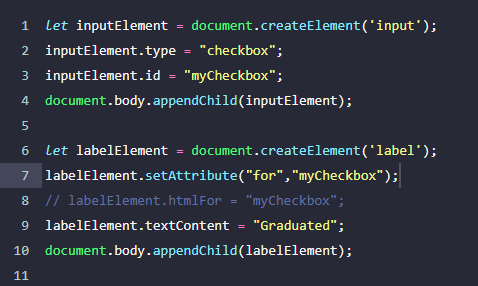 1 let inputElement = document.createElement('input');
2 inputElement.type = "checkbox";
3 inputElement.id = "myCheckbox";
4 document.body.appendChild(inputElement);
5
6 let labelElement = document.createElement('label');
7 labelElement.setAttribute("for","myCheckbox");
8 // labelElement.htmlFor = "myCheckbox";
9 labelElement.textContent = "Graduated";
10 document.body.appendChild(labelElement);
11